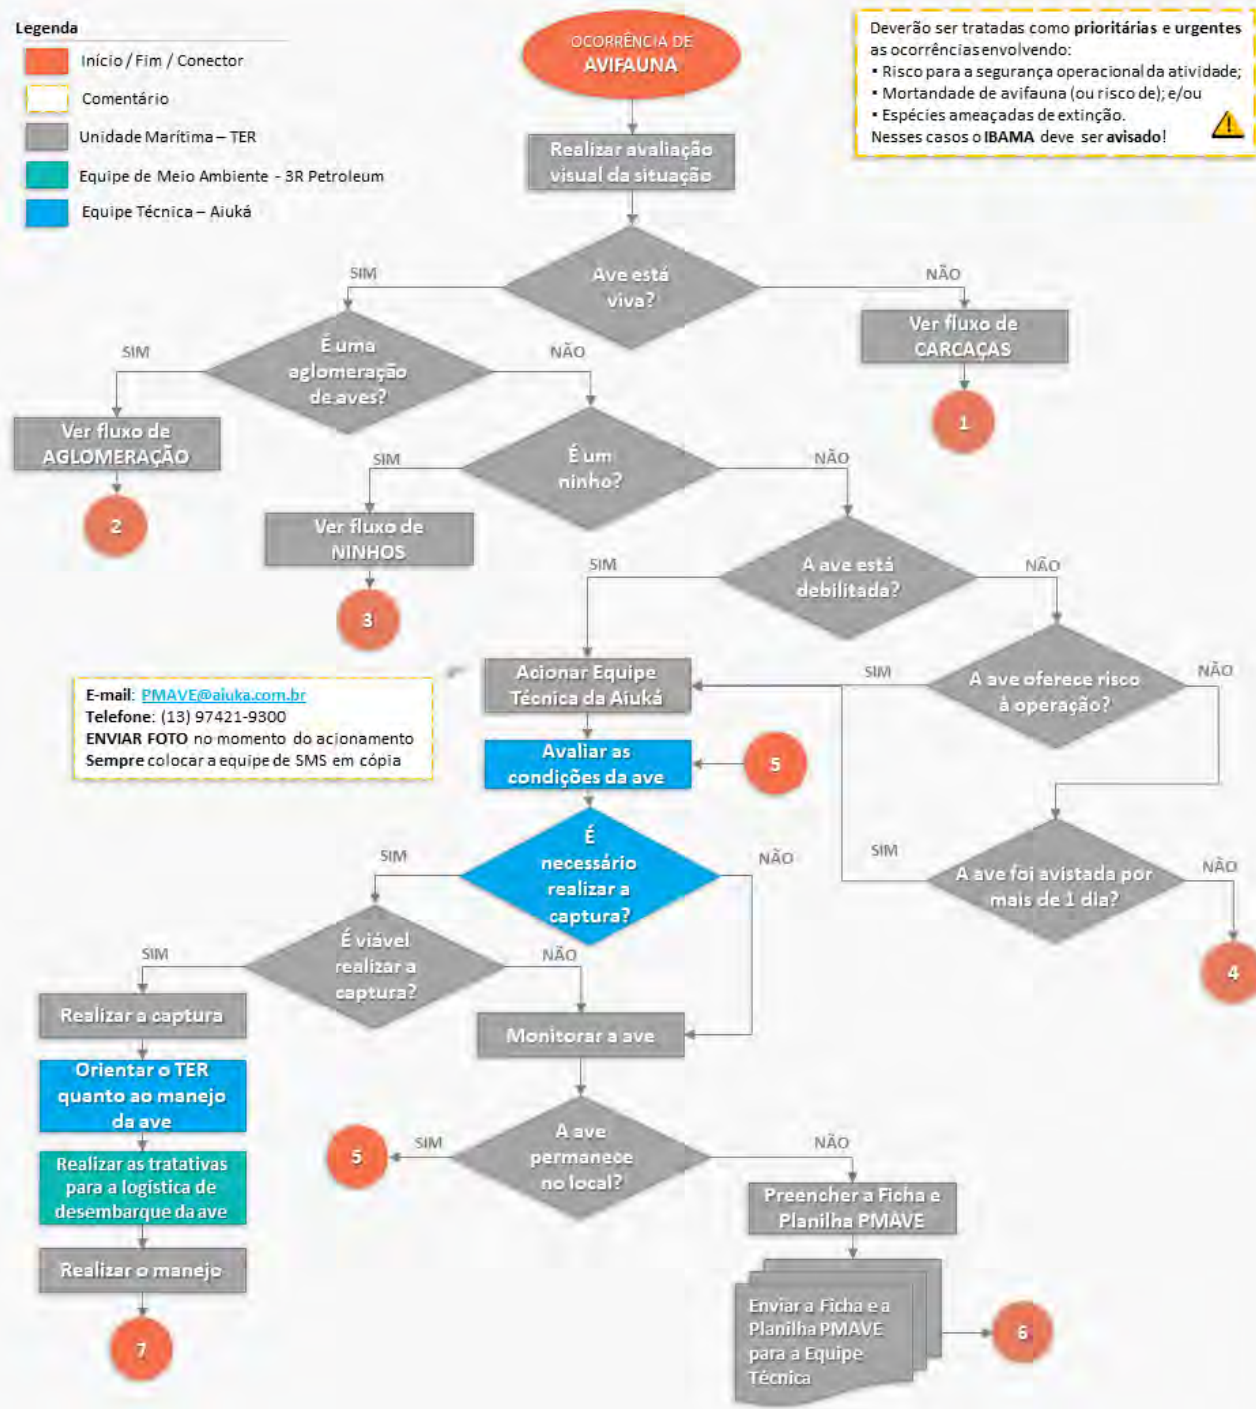 Legenda
Início / Fim / Conector
Comentário
Unidade Marítima – TER
Equipe de Meio Ambiente - 3R Petroleum
Equipe Técnica – Aiuká
OCORRÊNCIA DE
AVIFAUNA
Deverão ser tratadas como prioritárias e urgentes
as ocorrências envolvendo:
▪ Risco para a segurança operacional da atividade;
▪ Mortandade de avifauna (ou risco de); e/ou
▪ Espécies ameaçadas de extinção.
Nesses casos o IBAMA deve ser avisado!
Realizar avaliação
visual da situação
Ave está
viva?
SIM
NÃO
Ver fluxo de
CARCAÇAS
1
É uma
aglomeração
de aves?
SIM
NÃO
Ver fluxo de
AGLOMERAÇÃO
2
É um
ninho?
SIM
NÃO
Ver fluxo de
NINHOS
3
A ave está
debilitada?
SIM
NÃO
Acionar Equipe
Técnica da Aiuká
A ave oferece risco
à operação?
SIM
NÃO
E-mail: PMAVE@aiuka.com.br
Telefone: (13) 97421-9300
ENVIAR FOTO no momento do acionamento
Sempre colocar a equipe de SMS em cópia
Avaliar as
condições da ave
5
A ave foi avistada por
mais de 1 dia?
SIM
NÃO
4
É
necessário
realizar a
captura?
SIM
NÃO
É viável
realizar a
captura?
SIM
NÃO
Realizar a captura
Monitorar a ave
Orientar o TER
quanto ao manejo
da ave
Realizar as tratativas
para a logística de
desembarque da ave
Realizar o manejo
7
A ave
permanece
no local?
SIM
NÃO
5
Preencher a Ficha e
Planilha PMAVE
Enviar a Ficha e a
Planilha PMAVE
para a Equipe
Técnica
6